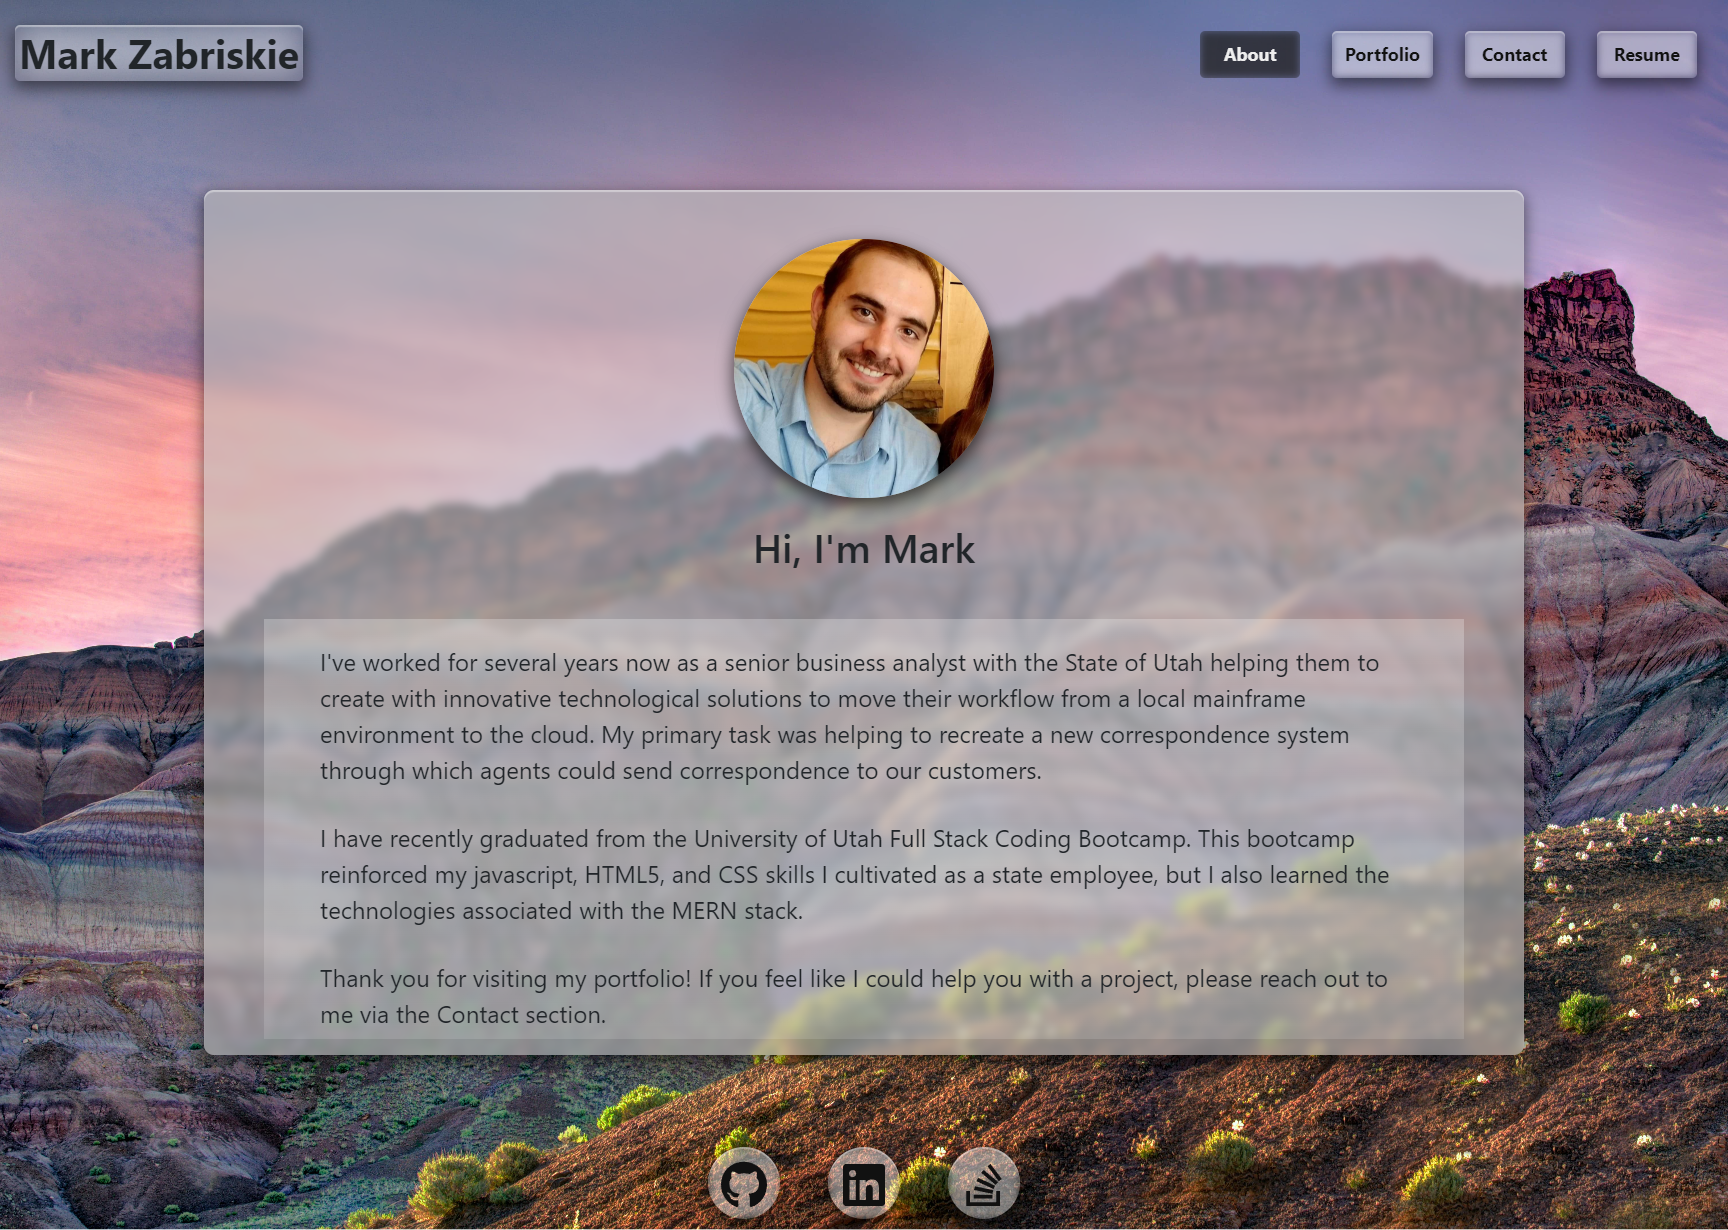 Mark Zabriskie
About
Portfolio
Contact
Resume
Hi, I'm Mark
I've worked for several years now as a senior business analyst with the State of Utah helping them to
create with innovative technological solutions to move their workflow from a local mainframe
environment to the cloud. My primary task was helping to recreate a new correspondence system
through which agents could send correspondence to our customers.
I have recently graduated from the University of Utah Full Stack Coding Bootcamp. This bootcamp
reinforced my javascript, HTML5, and CSS skills I cultivated as a state employee, but I also learned the
technologies associated with the MERN stack.
Thank you for visiting my portfolio! If you feel like I could help you with a project, please reach out to
me via the Contact section.
in